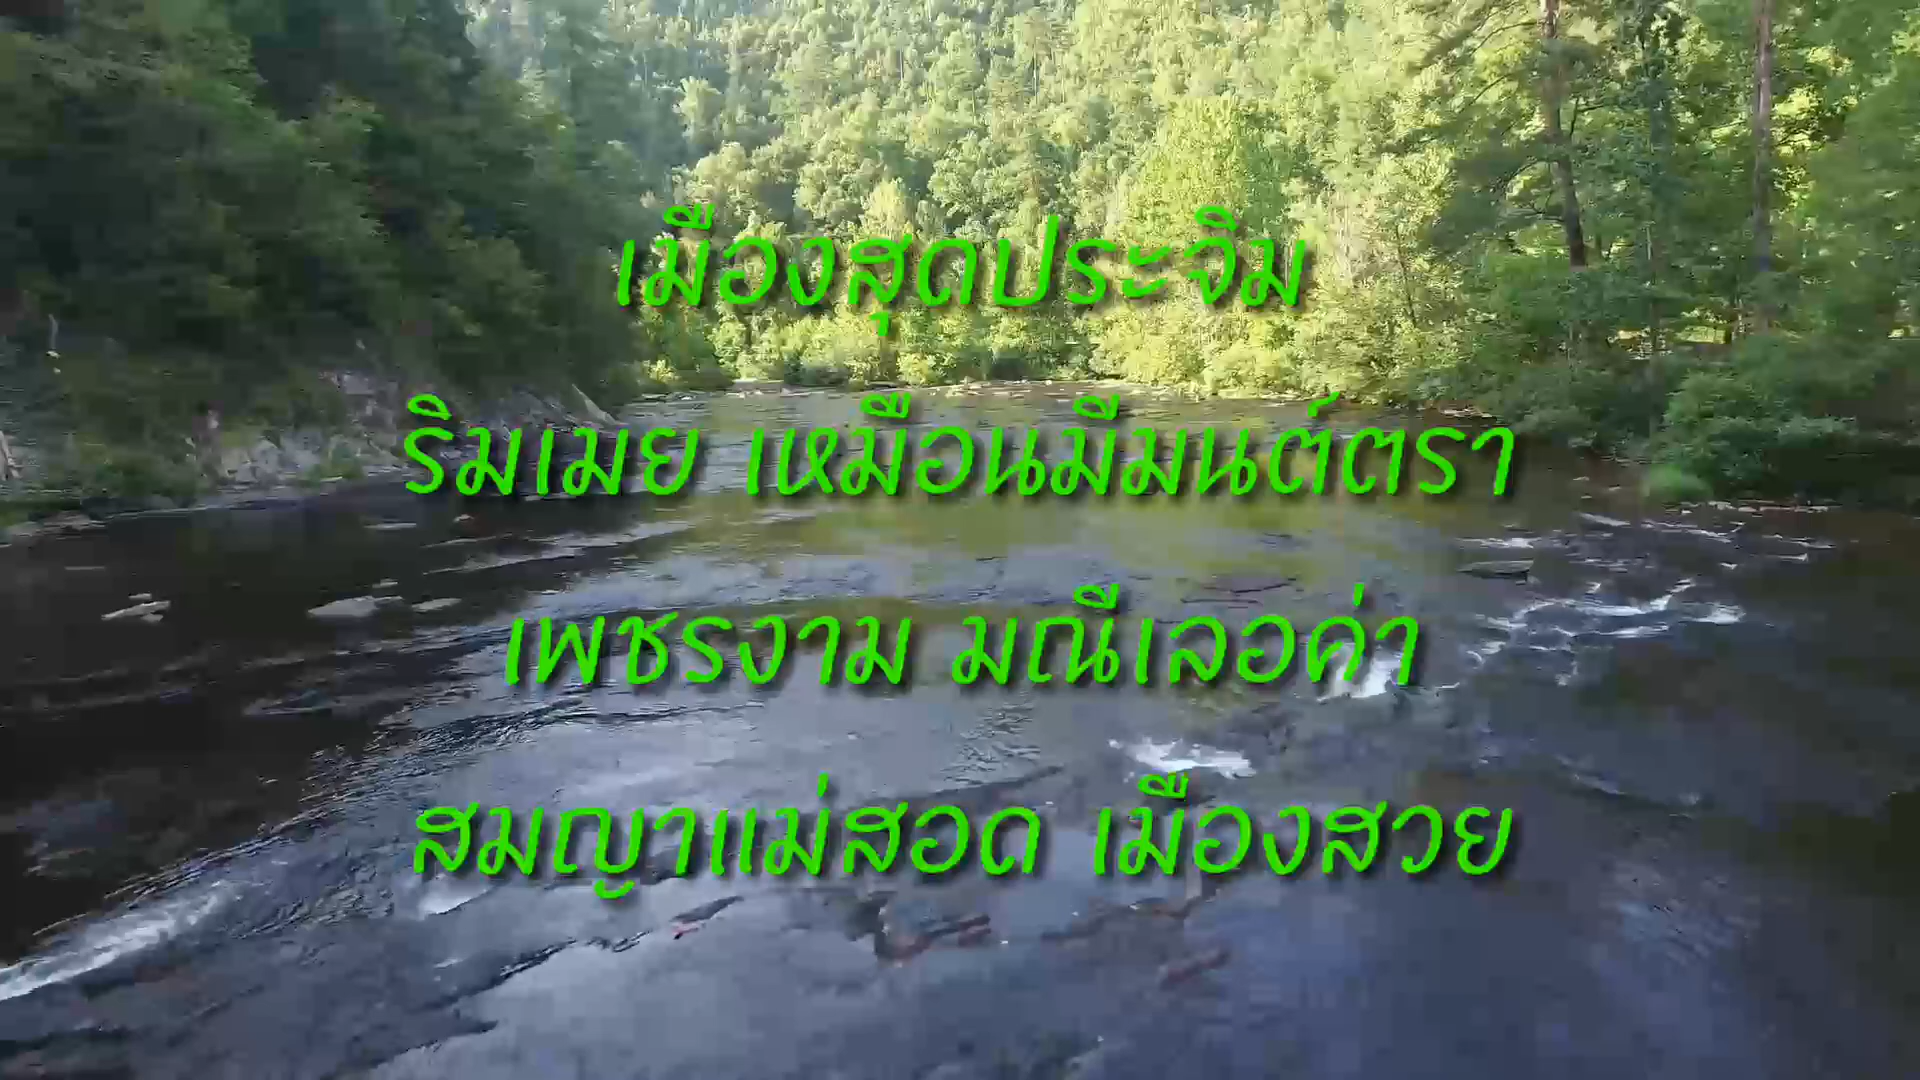 เมืองสุดประจิม
ริมเมย เหมือนมีมนต์ตรา
เพชรงาม มณีเลอค่า
สมญาแม่สอด เมืองสวย